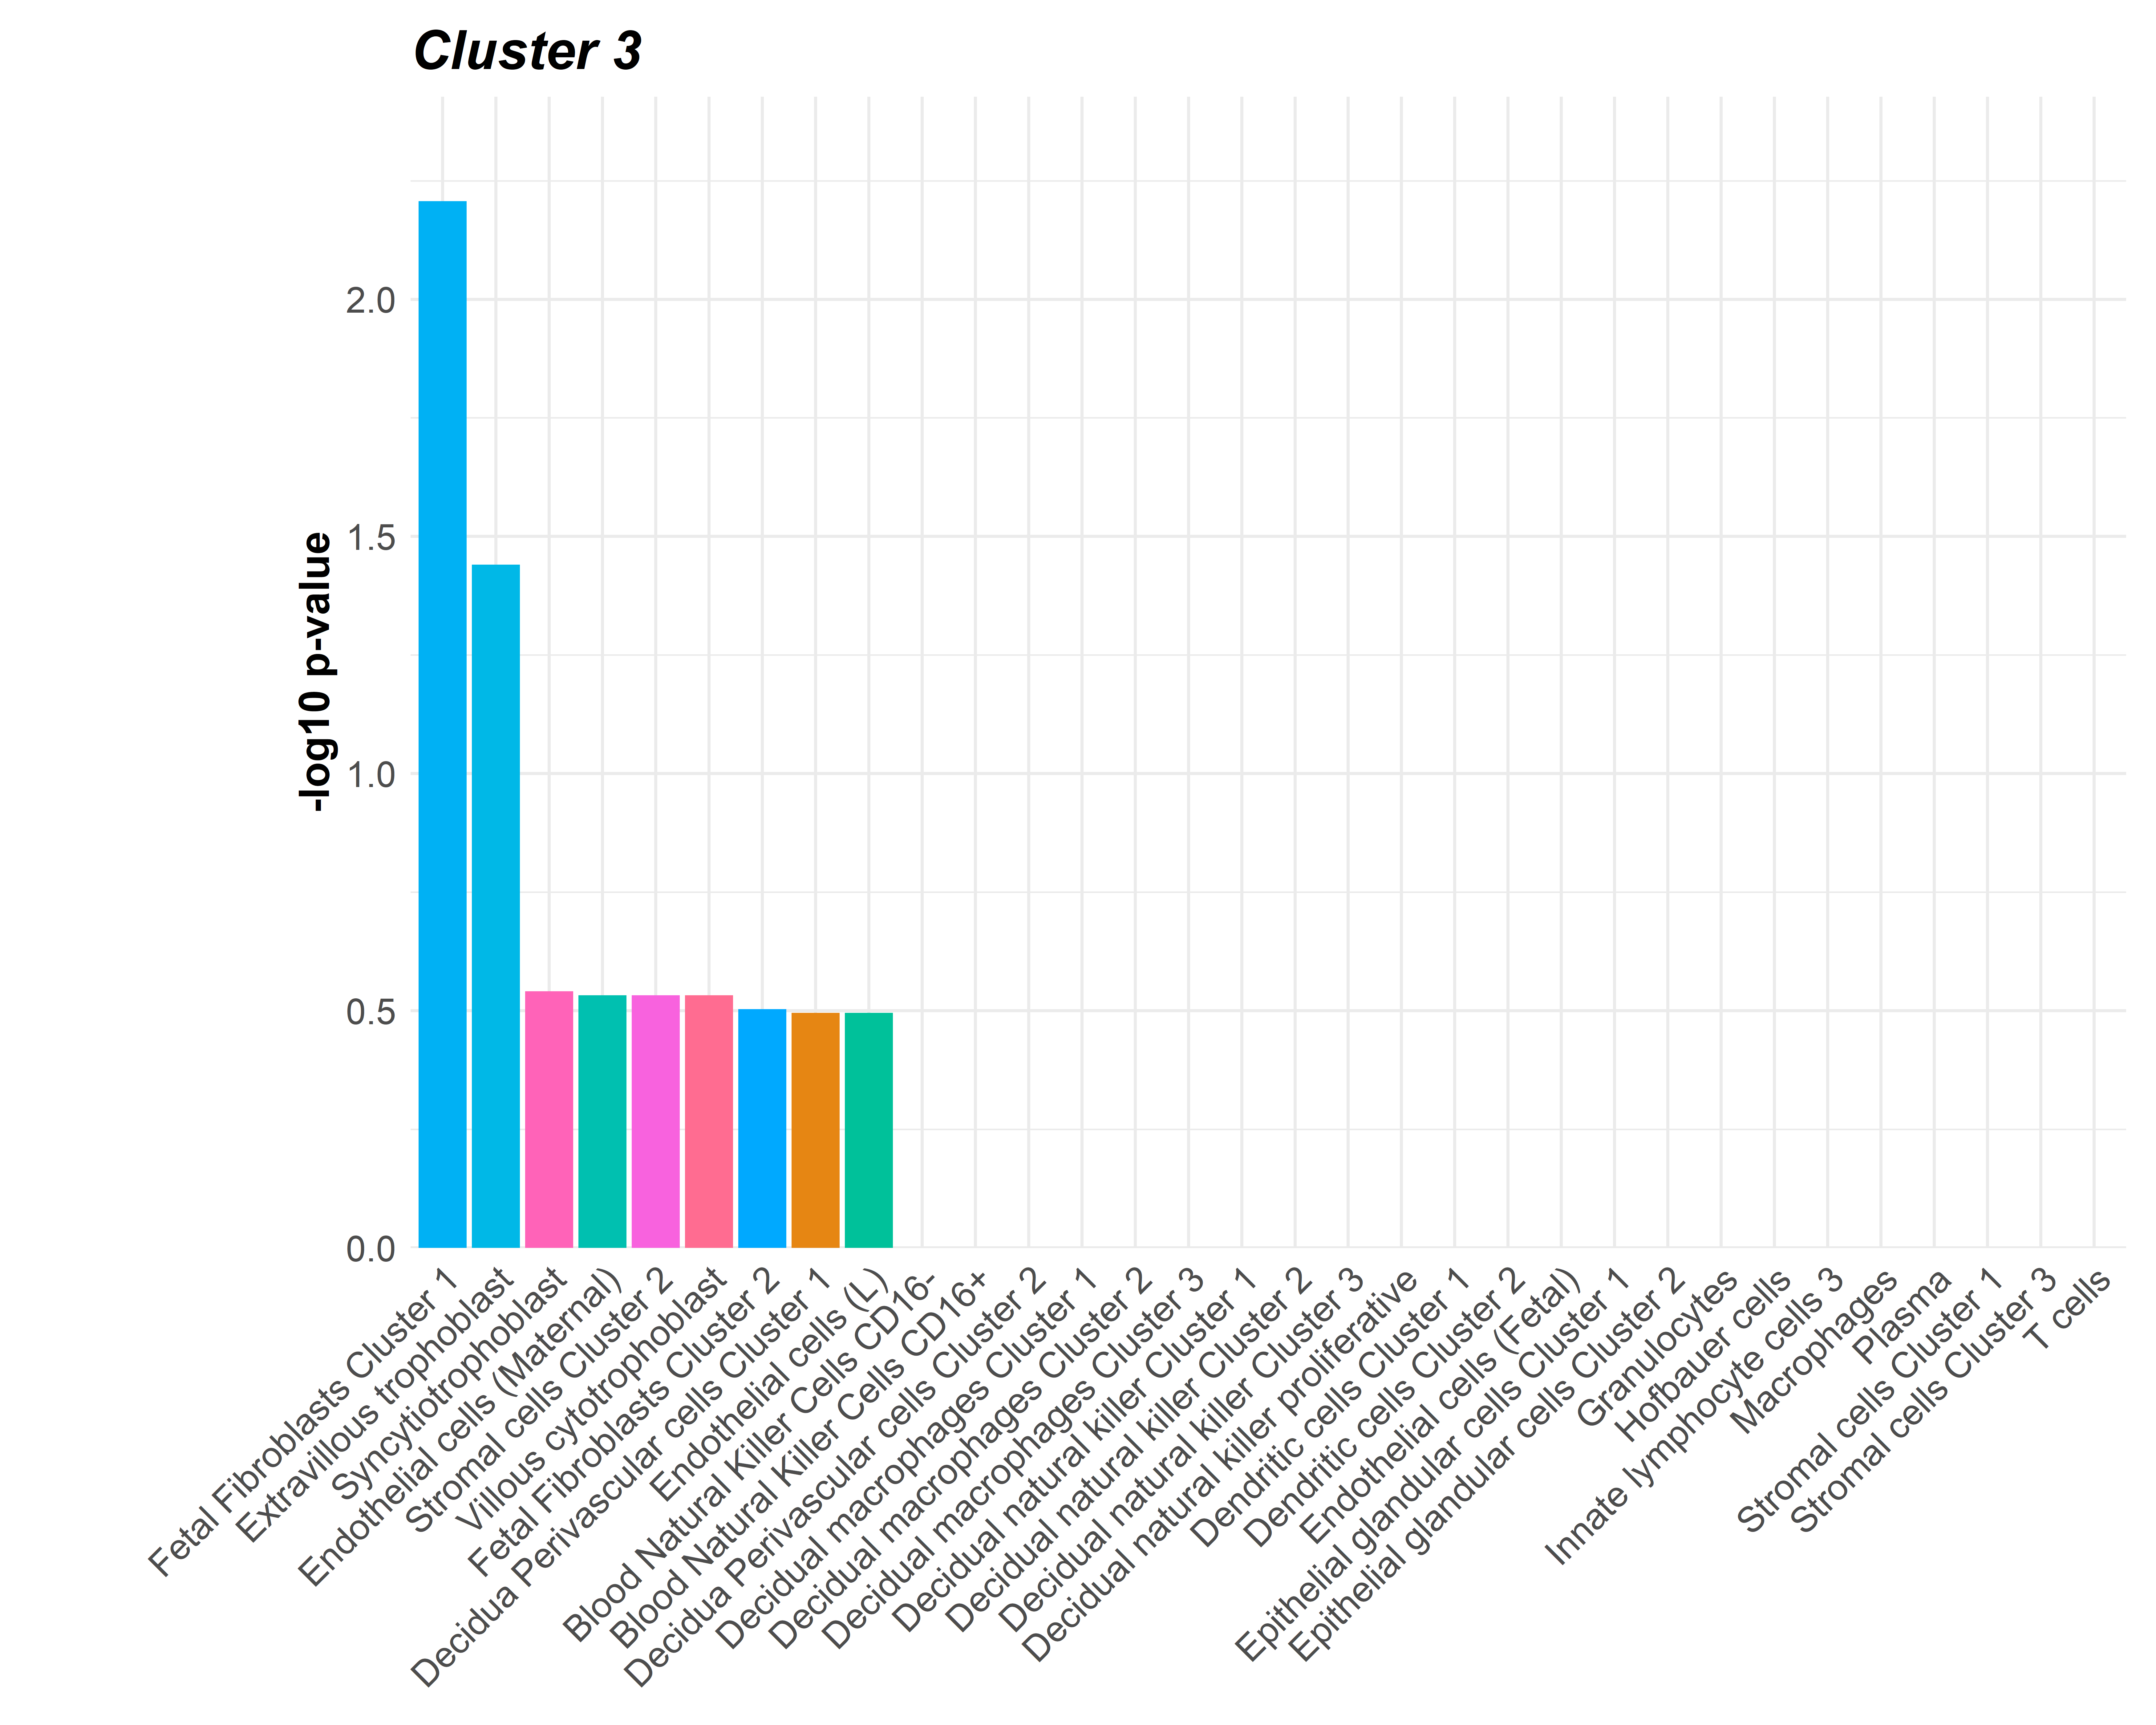 Cluster 3
-log10 p-value
2.0
1.5
1.0
0.5
0.0
Fetal Fibroblasts Cluster 1
Extravillous trophoblast
Syncytiotrophoblast
Endothelial cells (Maternal)
Stromal cells Cluster 2
Villous cytotrophoblast
Fetal Fibroblasts Cluster 2
Decidua Perivascular cells Cluster 1
Endothelial cells (L)
Blood Natural Killer Cells CD16-
Blood Natural Killer Cells CD16+
Decidua Perivascular cells Cluster 2
Decidual macrophages Cluster 1
Decidual macrophages Cluster 2
Decidual macrophages Cluster 3
Decidual natural killer Cluster 1
Decidual natural killer Cluster 2
Decidual natural killer Cluster 3
Decidual natural killer proliferative
Dendritic cells Cluster 1
Dendritic cells Cluster 2
Endothelial cells (Fetal)
Epithelial glandular cells Cluster 1
Epithelial glandular cells Cluster 2
Granulocytes
Hofbauer cells
Innate lymphocyte cells 3
Macrophages
Plasma
Stromal cells Cluster 1
Stromal cells Cluster 3
T cells